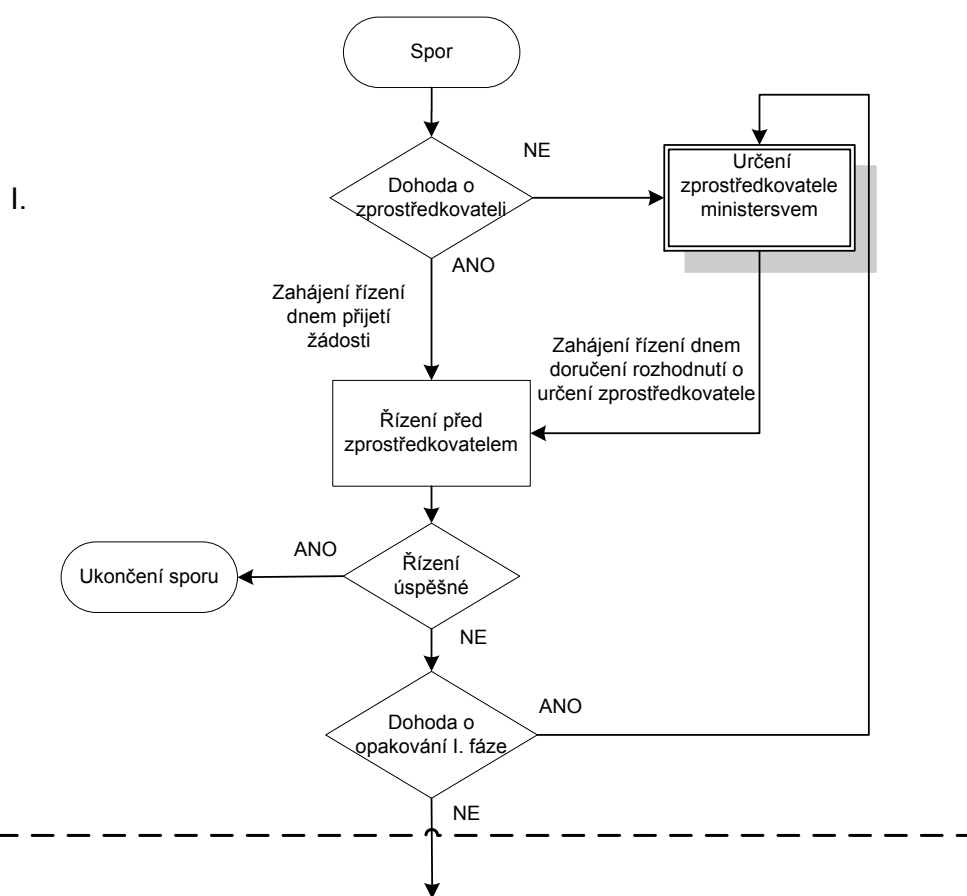 Spor
NE
Určení
zprostředkovatele
ministersvem
I.
Dohoda o
zprostředkovateli
ANO
Zahájení řízení
dnem přijetí
žádosti
Zahájení řízení dnem
doručení rozhodnutí o
určení zprostředkovatele
Řízení před
zprostředkovatelem
ANO
Řízení
úspěšné
Ukončení sporu
NE
Dohoda o
opakování I. fáze
ANO
NE